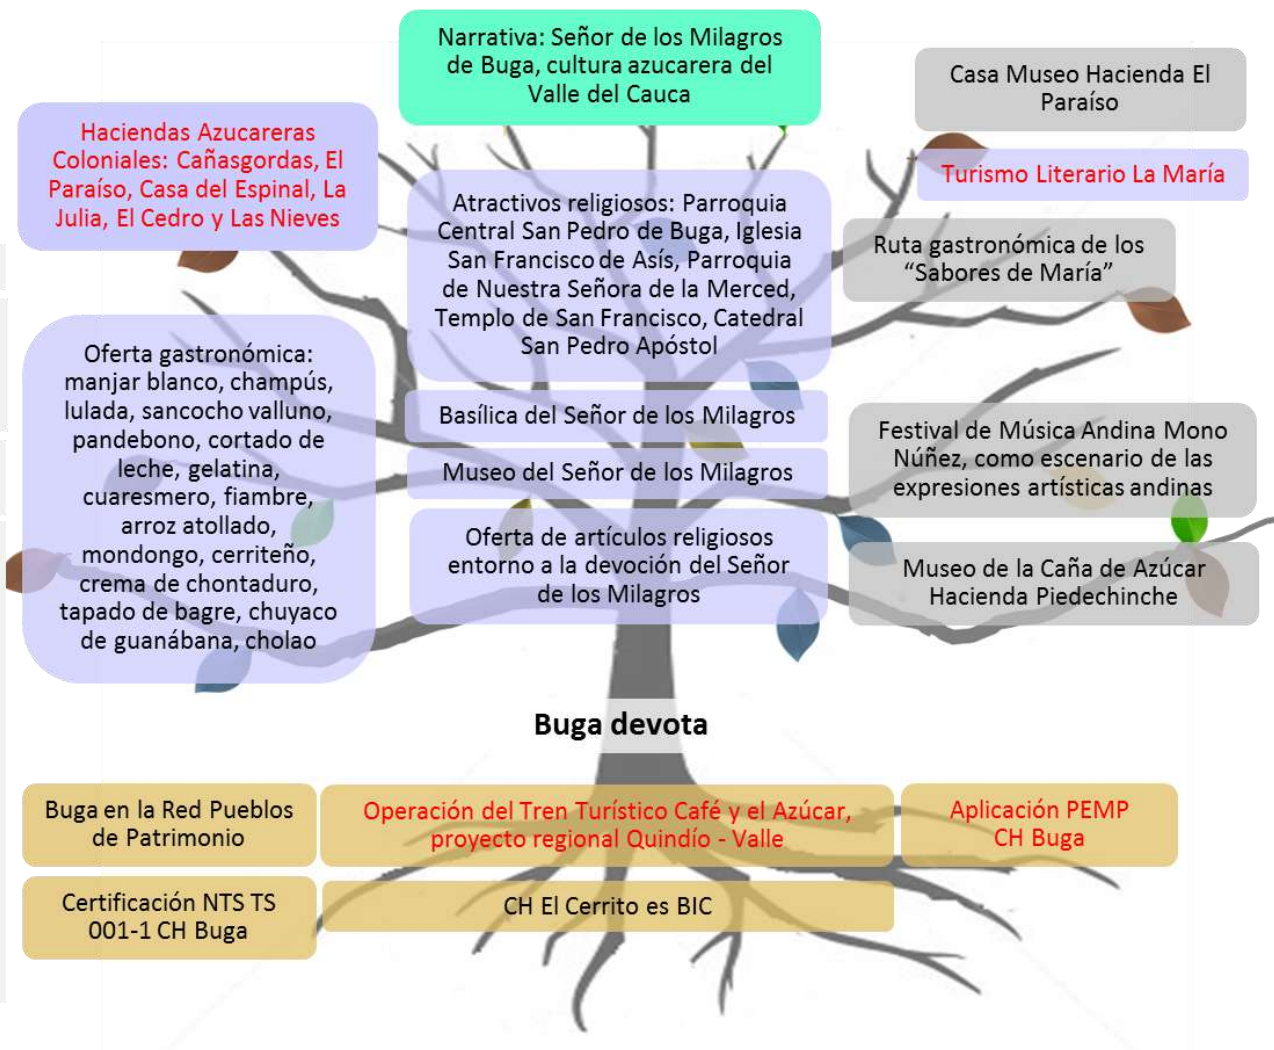 Narrativa: Señor de los Milagros
de Buga, cultura azucarera del
Valle del Cauca
Casa Museo Hacienda El
Paraíso
Haciendas Azucareras
Coloniales: Cañasgordas, El
Paraíso, Casa del Espinal, La
Julia, El Cedro y Las Nieves
Turismo Literario La María
Atractivos religiosos: Parroquia
Central San Pedro de Buga, Iglesia
San Francisco de Asís, Parroquia
de Nuestra Señora de la Merced,
Templo de San Francisco, Catedral
San Pedro Apóstol
Ruta gastronómica de los
“Sabores de María”
Oferta gastronómica:
manjar blanco, champús,
lulada, sancocho valluno,
pandebono, cortado de
leche, gelatina,
cuaresmero, fiambre,
arroz atollado,
mondongo, cerriteño,
crema de chontaduro,
tapado de bagre, chuyaco
de guanábana, cholao
Basílica del Señor de los Milagros
Museo del Señor de los Milagros
Oferta de artículos religiosos
entorno a la devoción del Señor
de los Milagros
Festival de Música Andina Mono
Núñez, como escenario de las
expresiones artísticas andinas
Museo de la Caña de Azúcar
Hacienda Piedechinche
Buga devota
Buga en la Red Pueblos
de Patrimonio
Operación del Tren Turístico Café y el Azúcar,
proyecto regional Quindío - Valle
Aplicación PEMP
CH Buga
Certificación NTS TS
001-1 CH Buga
CH El Cerrito es BIC